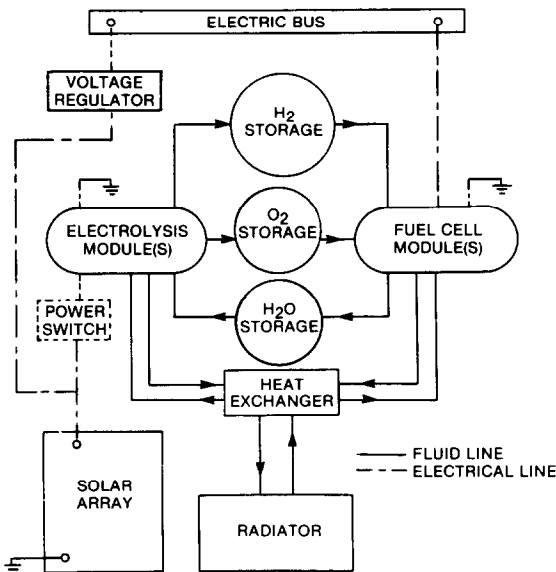 ELECTRIC BUS
VOLTAGE
REGULATOR
H2
STORAGE
ELECTROLYSIS
MODULE(S)
O2
STORAGE
FUEL CELL
MODULE(S)
POWER
SWITCH
H2O
STORAGE
HEAT
EXCHANGER
SOLAR
ARRAY
RADIATOR
FLUID LINE
ELECTRICAL LINE